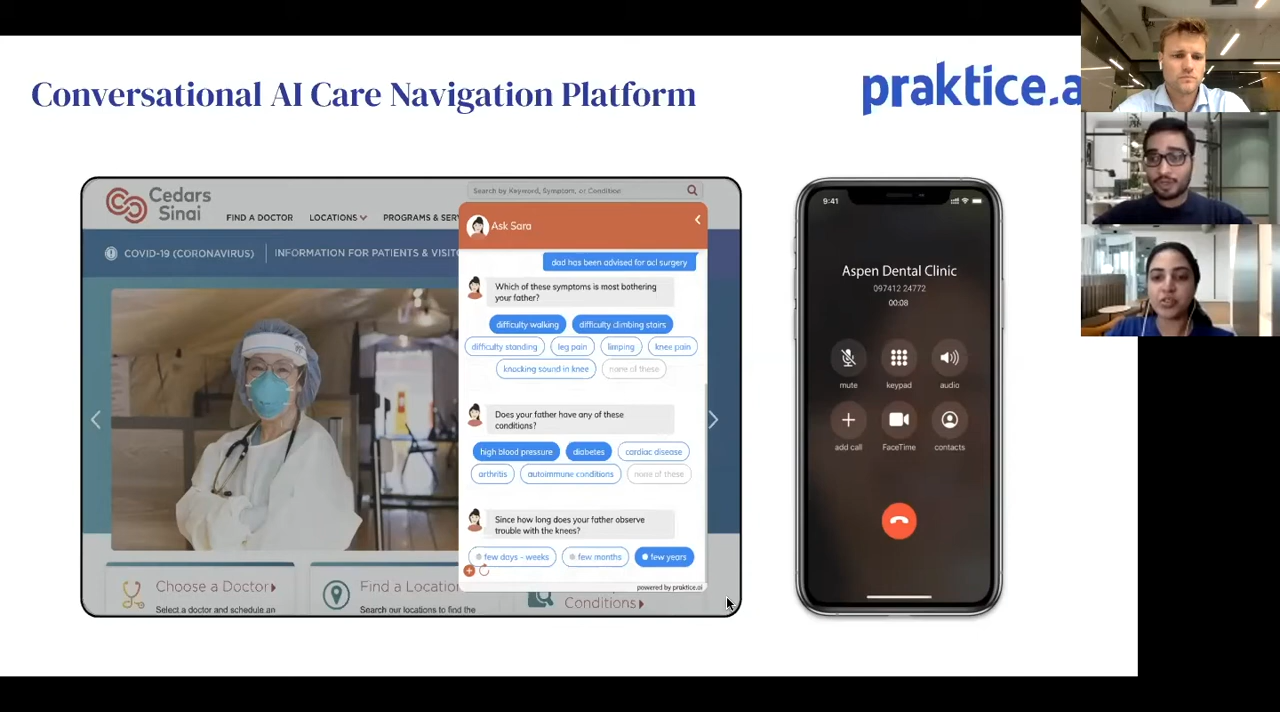 Conversational AI Care Navigation Platform
praktice.a
Cedars
Sinai
FIND A DOCTOR
LOCATIONS
PROGRAMS & SERV
Search by Keyword, Symptom, or Condition
COVID-19 (CORONAVIRUS)
INFORMATION FOR PATIENTS & VISITO
Ask Sara
dad has been advised for acl surgery
Which of these symptoms is most bothering
your father?
difficulty walking
difficulty climbing stairs
difficulty standing
leg pain
limping
knee pain
knocking sound in knee
none of these
Does your father have any of these
conditions?
high blood pressure
diabetes
cardiac disease
arthritis
autoimmune conditions
none of these
Since how long does your father observe
trouble with the knees?
few days - weeks
few months
few years
powered by praktice.ai
Choose a Doctor
Select a doctor and schedule an
Find a Locatio
Search our locations to find the
Conditions
9:41
Aspen Dental Clinic
097412 24772
00:08
mute
keypad
audio
add call
FaceTime
contacts